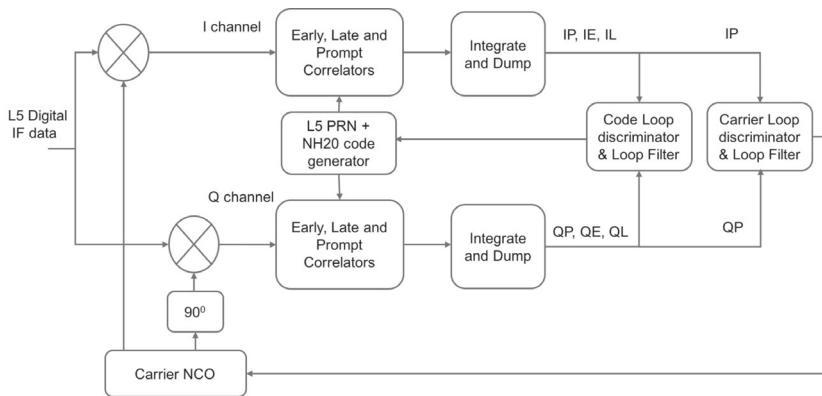 I channel
Early, Late and
Prompt
Correlators
Integrate
and Dump
IP, IE, IL
IP
L5 Digital
IF data
L5 PRN +
NH20 code
generator
Code Loop
discriminator
& Loop Filter
Carrier Loop
discriminator
& Loop Filter
Q channel
Early, Late and
Prompt
Correlators
Integrate
and Dump
QP, QE, QL
QP
90⁰
Carrier NCO